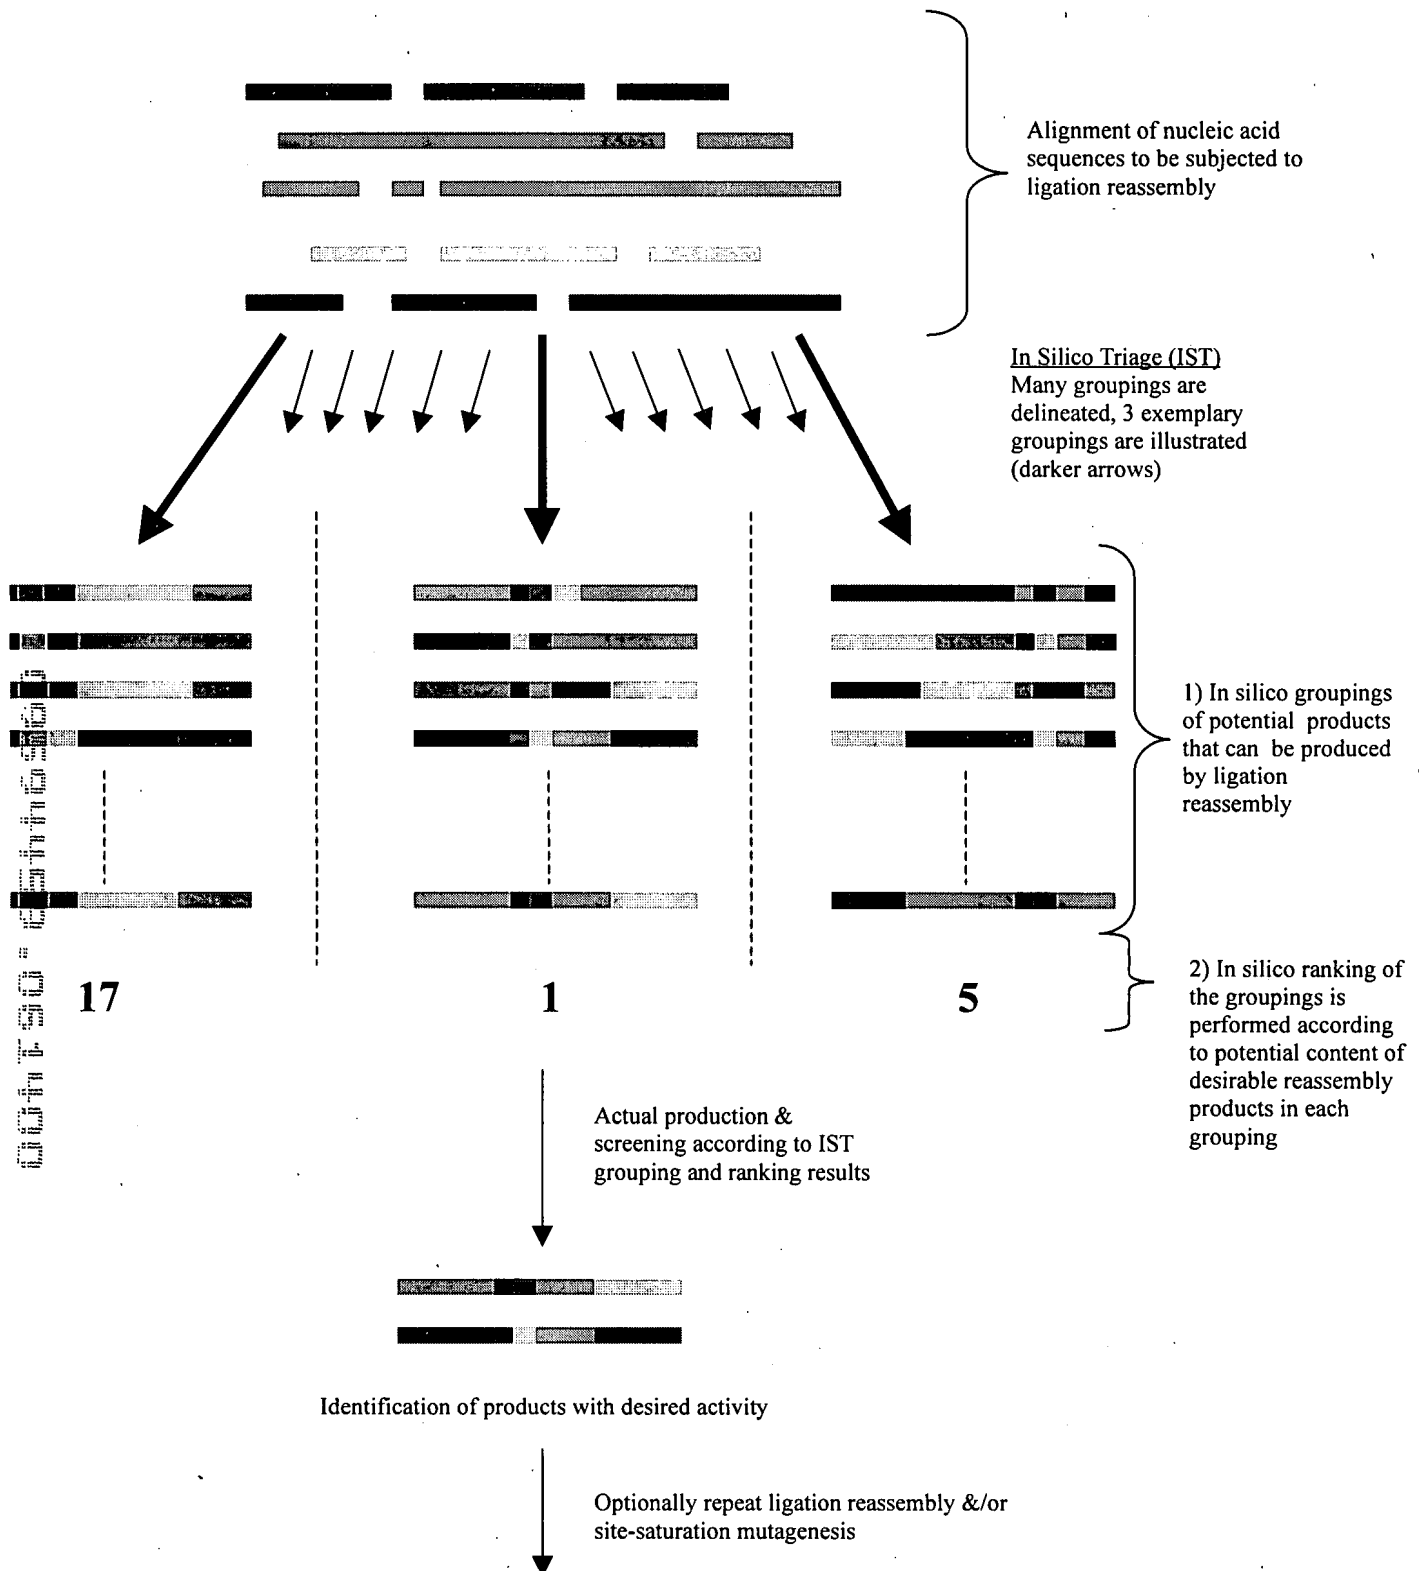 Alignment of nucleic acid
sequences to be subjected to
ligation reassembly
In Silico Triage (IST)
Many groupings are
delineated, 3 exemplary
groupings are illustrated
(darker arrows)
1) In silico groupings
of potential products
that can be produced
by ligation
reassembly
17
1
5
2) In silico ranking of
the groupings is
performed according
to potential content of
desirable reassembly
products in each
grouping
Actual production &
screening according to IST
grouping and ranking results
Identification of products with desired activity
Optionally repeat ligation reassembly &/or
site-saturation mutagenesis